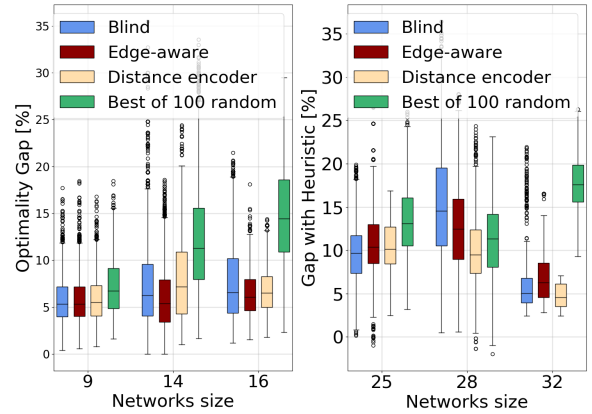 Blind
Edge-aware
Distance encoder
Best of 100 random
Optimality Gap [%]
35
30
25
20
15
10
5
0
9
14
16
Networks size
Blind
Edge-aware
Distance encoder
Best of 100 random
Gap with Heuristic [%]
35
30
25
20
15
10
5
0
25
28
32
Networks size